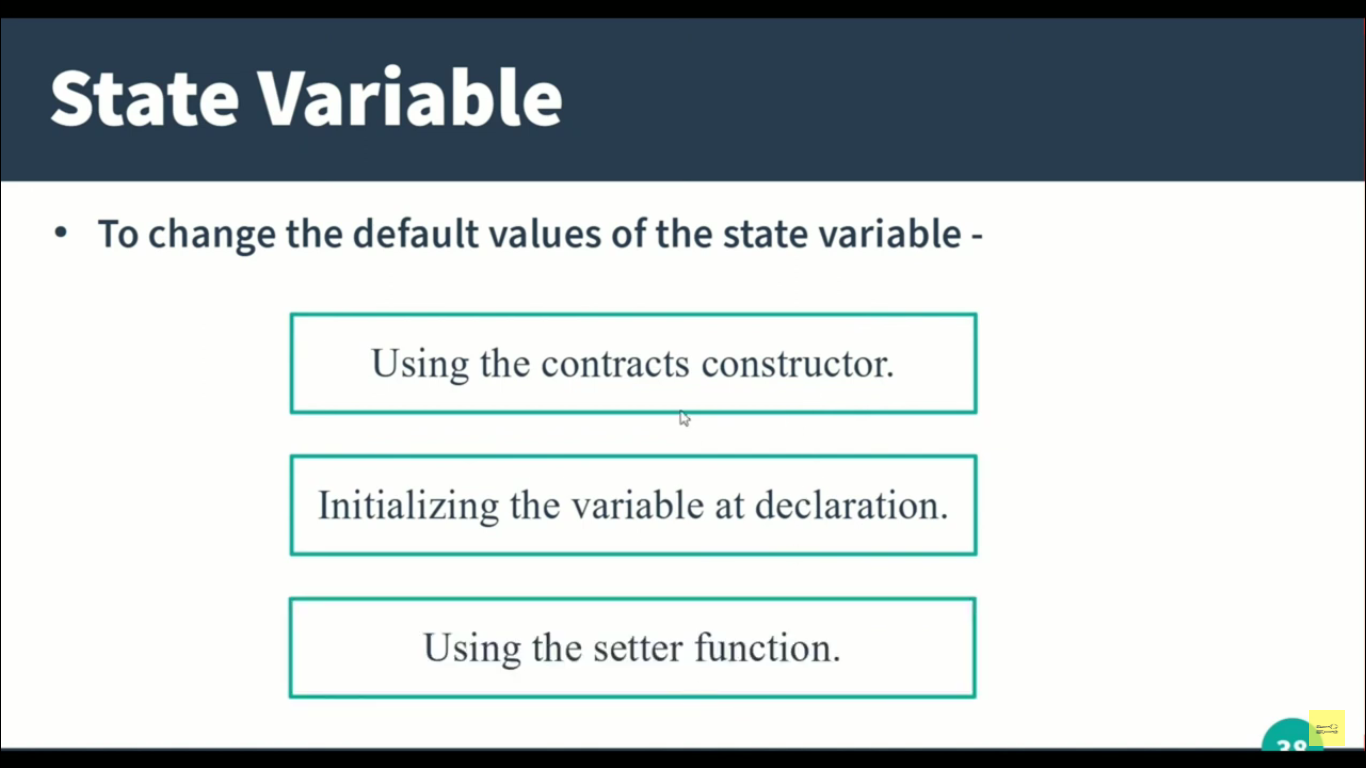 State Variable
• To change the default values of the state variable -
Using the contracts constructor.
Initializing the variable at declaration.
Using the setter function.
38